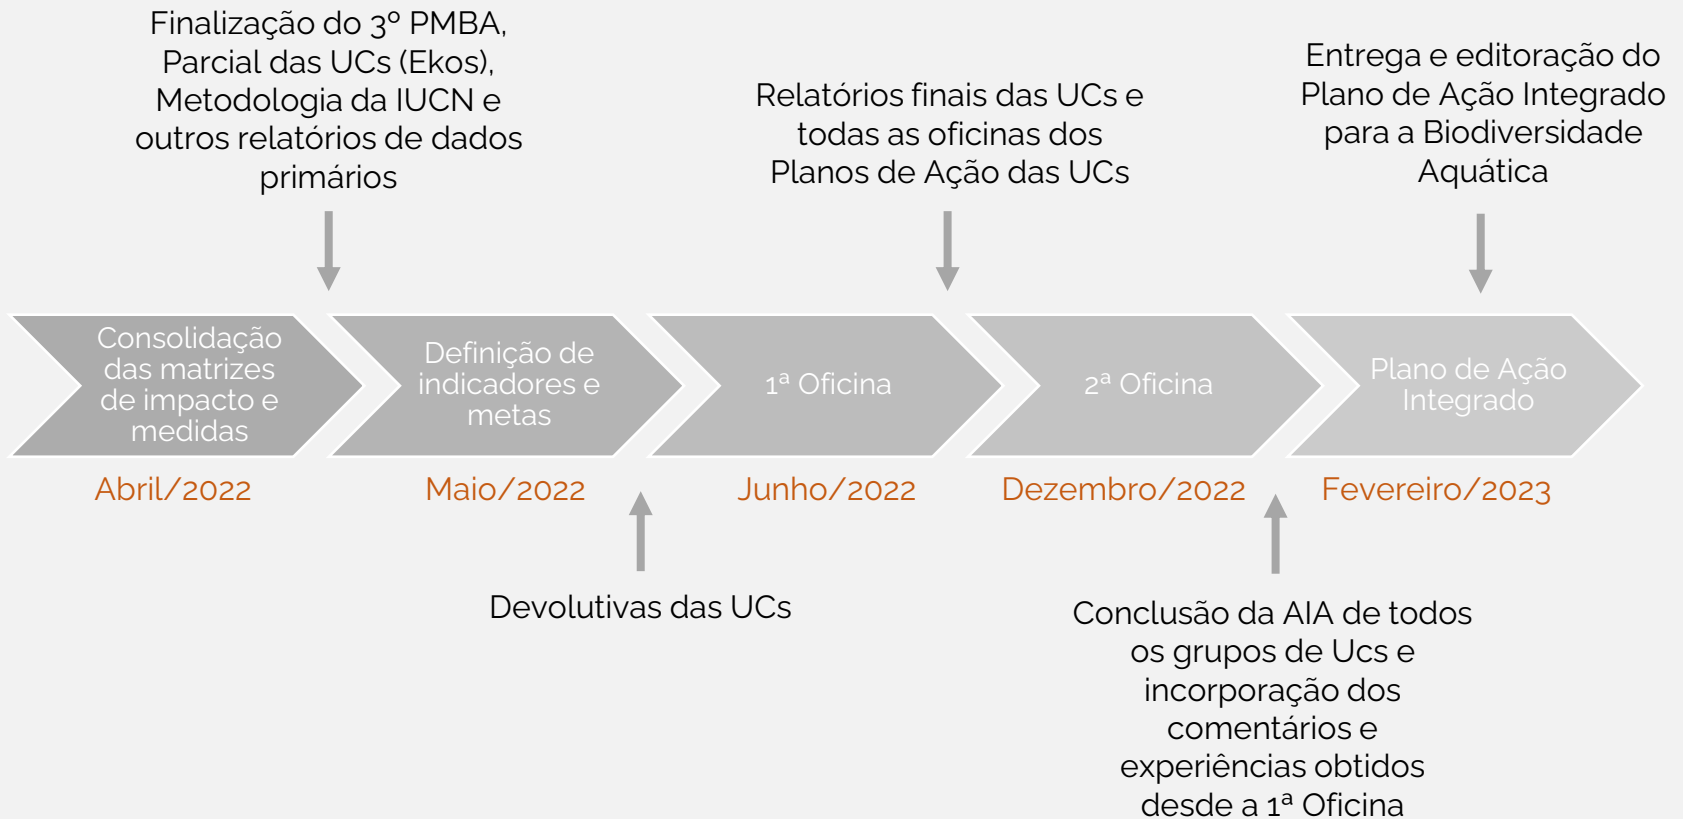 Finalização do 3º PMBA,
Parcial das UCs (Ekos),
Metodologia da IUCN e
outros relatórios de dados
primários
Relatórios finais das UCs e
todas as oficinas dos
Planos de Ação das UCs
Entrega e editoração do
Plano de Ação Integrado
para a Biodiversidade
Aquática
Consolidação
das matrizes
de impacto e
medidas
Definição de
indicadores e
metas
1ª Oficina
2ª Oficina
Plano de Ação
Integrado
Abril/2022
Maio/2022
Junho/2022
Dezembro/2022
Fevereiro/2023
Devolutivas das UCs
Conclusão da AIA de todos
os grupos de Ucs e
incorporação dos
comentários e
experiências obtidos
desde a 1ª Oficina